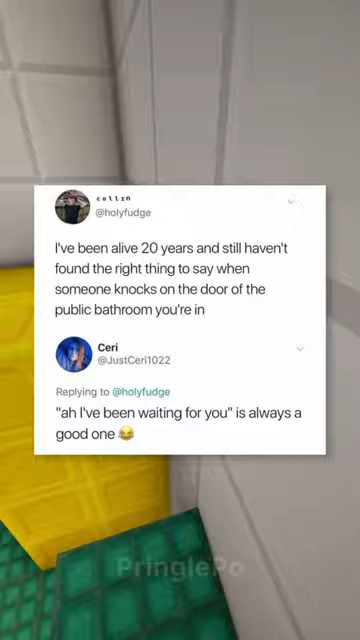 collin
@holyfudge
I've been alive 20 years and still haven't
found the right thing to say when
someone knocks on the door of the
public bathroom you're in
Ceri
@JustCeri1022
Replying to @holyfudge
"ah I've been waiting for you" is always a
good one 😂
PringlePo